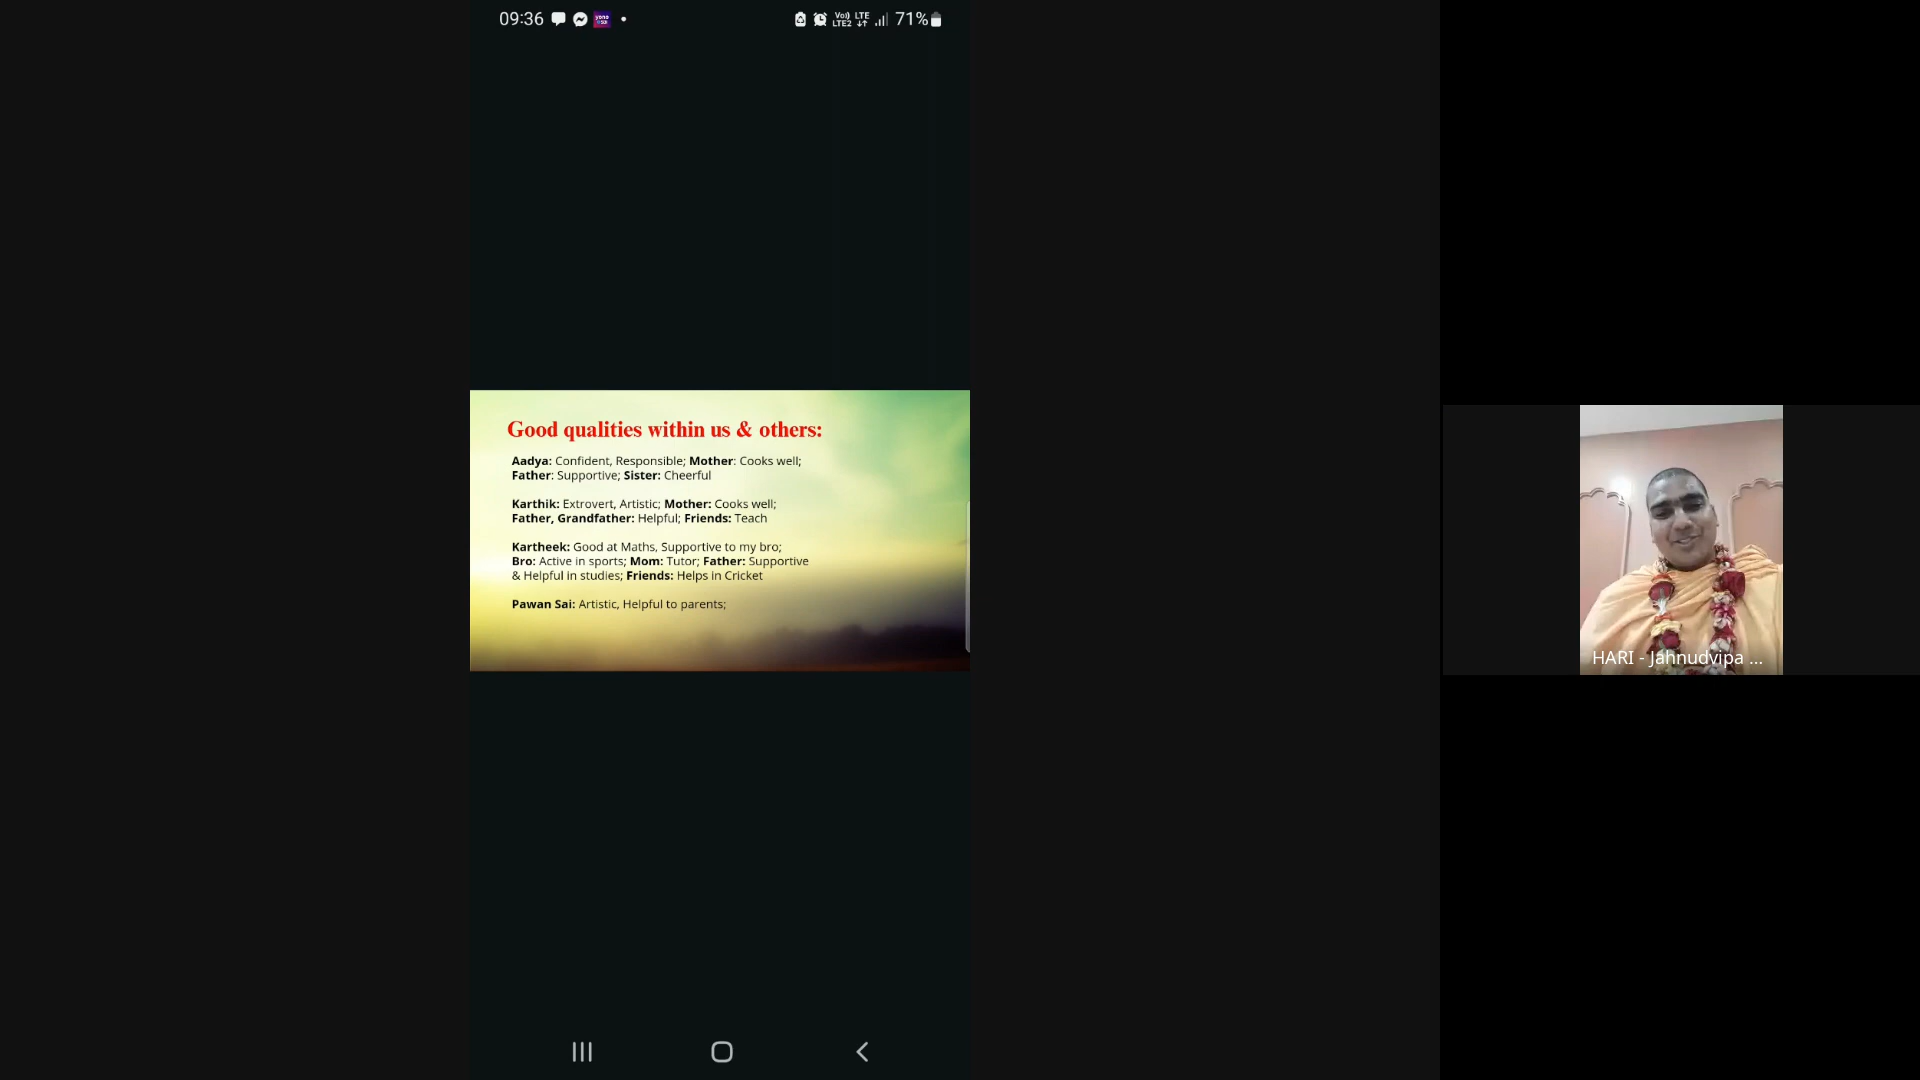 09:36
Vo)) LTE
LTE2
71%
Good qualities within us & others:
Aadya: Confident, Responsible; Mother: Cooks well;
Father: Supportive; Sister: Cheerful
Karthik: Extrovert, Artistic; Mother: Cooks well;
Father, Grandfather: Helpful; Friends: Teach
Kartheek: Good at Maths, Supportive to my bro;
Bro: Active in sports; Mom: Tutor; Father: Supportive
& Helpful in studies; Friends: Helps in Cricket
Pawan Sai: Artistic, Helpful to parents;
HARI - Jahnudvipa ...